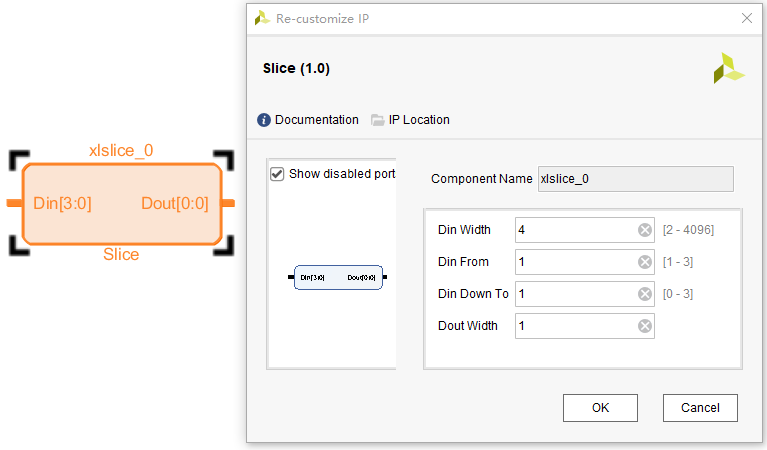 Re-customize IP
Slice (1.0)
Documentation IP Location
xlslice_0
Din[3:0] Dout[0:0]
Slice
Show disabled port
Din[3:0] Dout[0:0]
Component Name xlslice_0
Din Width 4 [2 - 4096]
Din From 1 [1 - 3]
Din Down To 1 [0 - 3]
Dout Width 1
OK Cancel